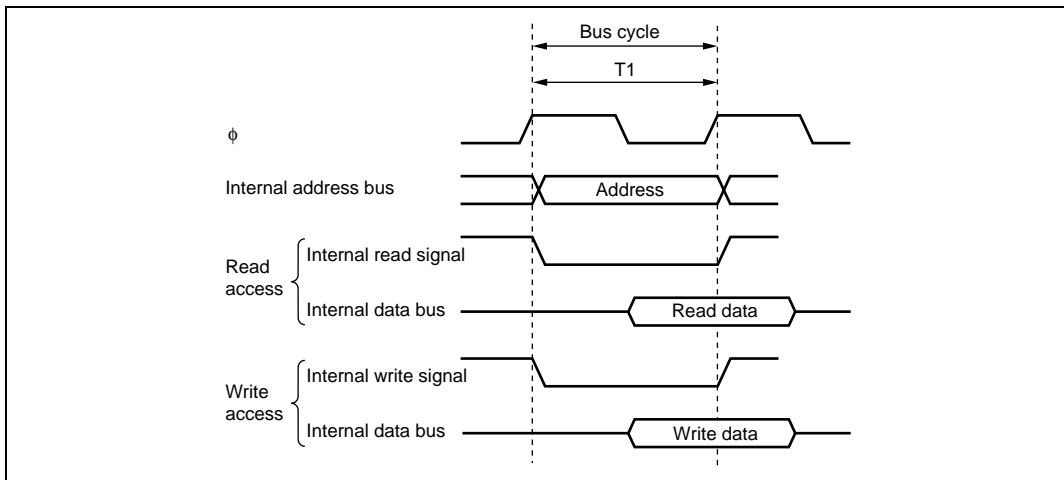 Bus cycle
T1
ϕ
Internal address bus
Address
Read
access
Internal read signal
Internal data bus
Read data
Write
access
Internal write signal
Internal data bus
Write data